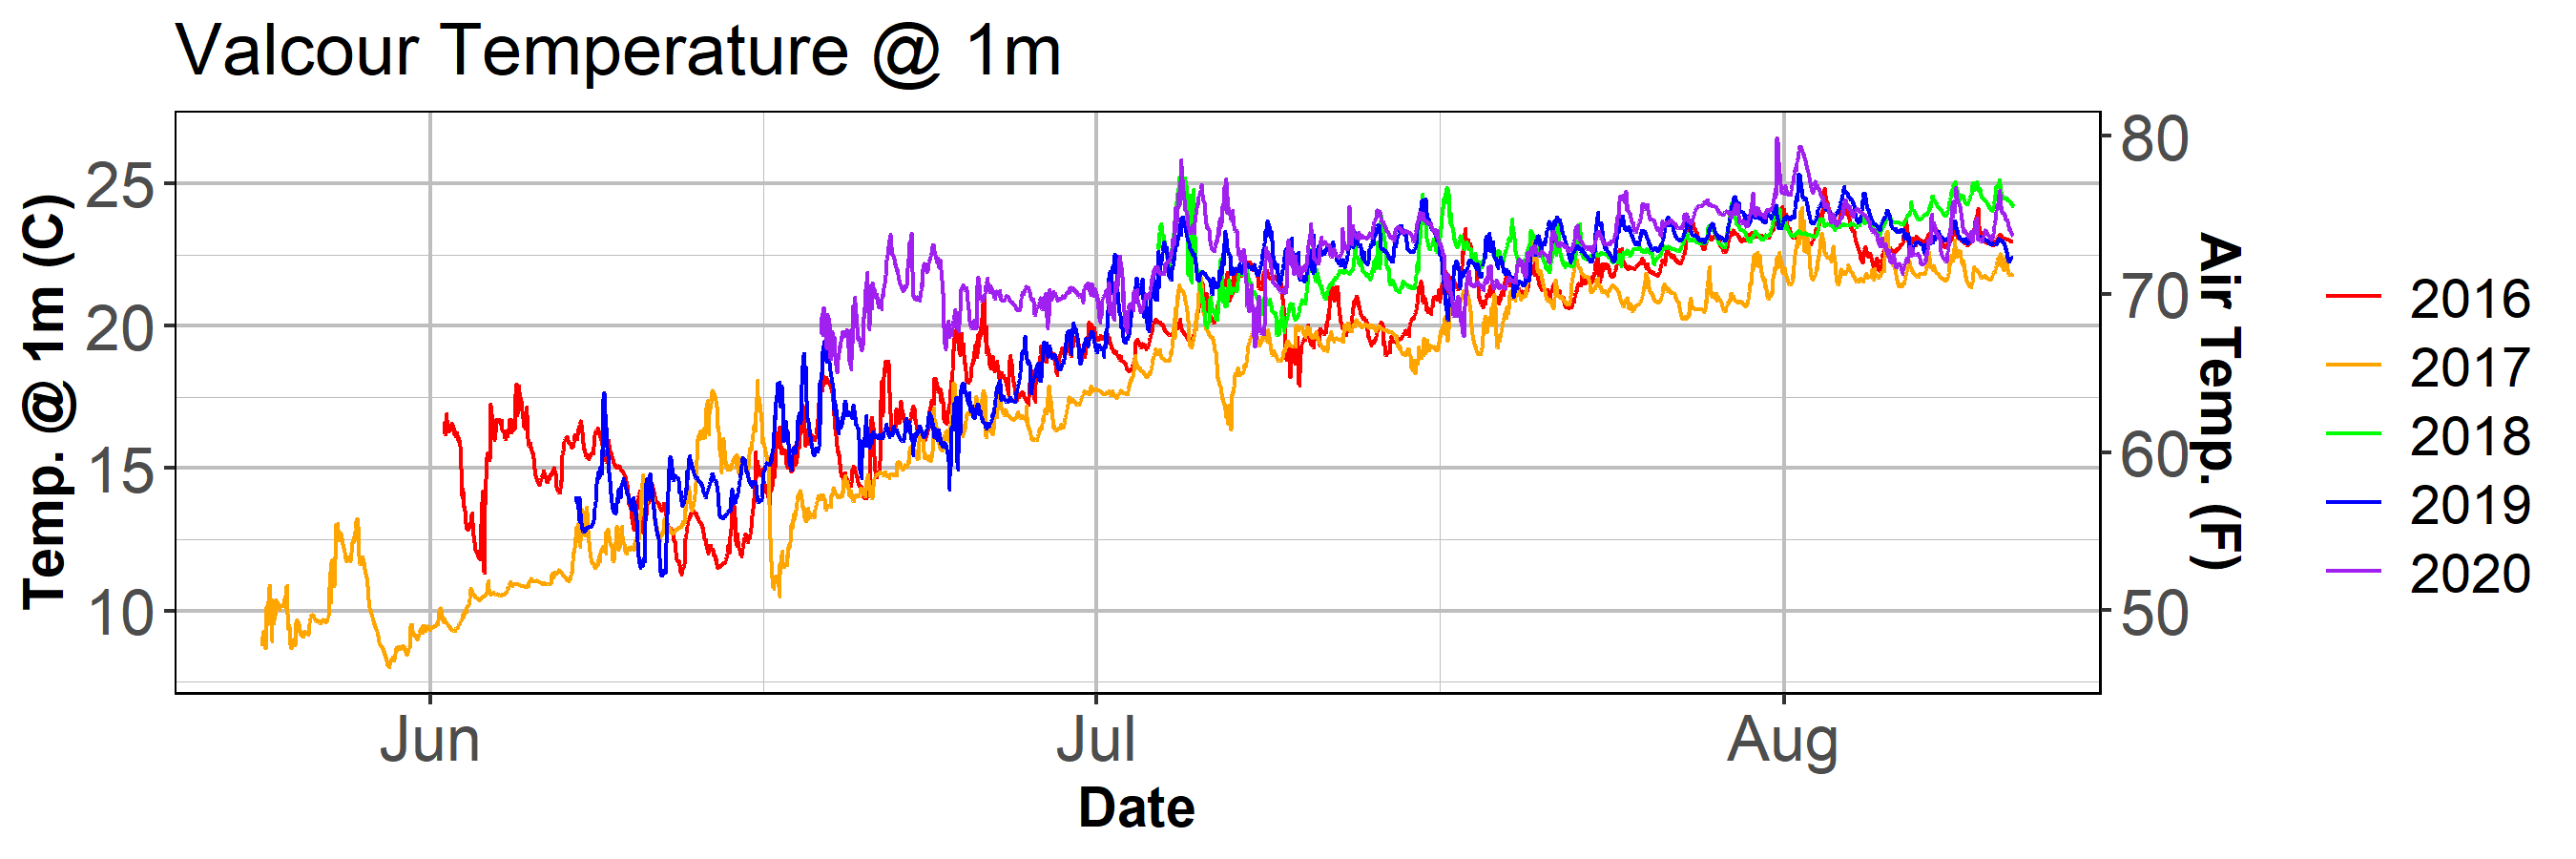 Valcour Temperature @ 1m
Temp. @ 1m (C)
25
20
15
10
80
70
60
50
Air Temp. (F)
Jun
Jul
Aug
Date
2016
2017
2018
2019
2020